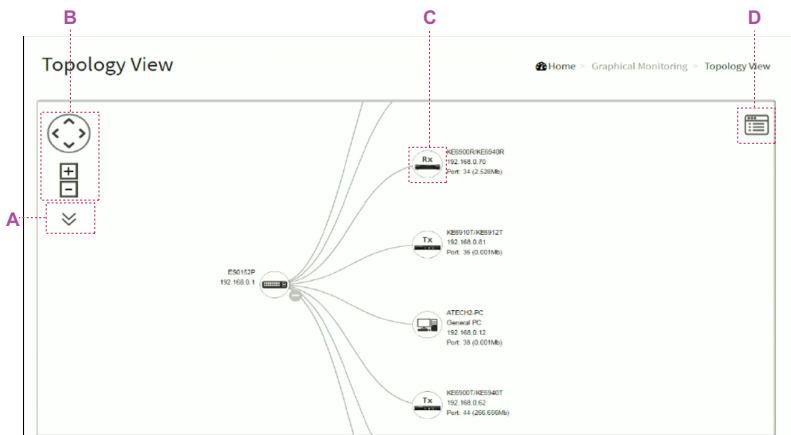 B
C
D
Topology View
Home > Graphical Monitoring > Topology View
Rx
KE6900R/KE6940R
192.168.0.70
Port: 34 (2.528Mb)
A
Tx
KE8910T/KE8912T
192.168.0.81
Port: 36 (0.001Mb)
ES0152P
192.168.0.1
ATECH2-PC
General PC
192.168.0.12
Port: 39 (0.001Mb)
Tx
KE6900T/KE6940T
192.168.0.62
Port: 44 (266.666Mb)